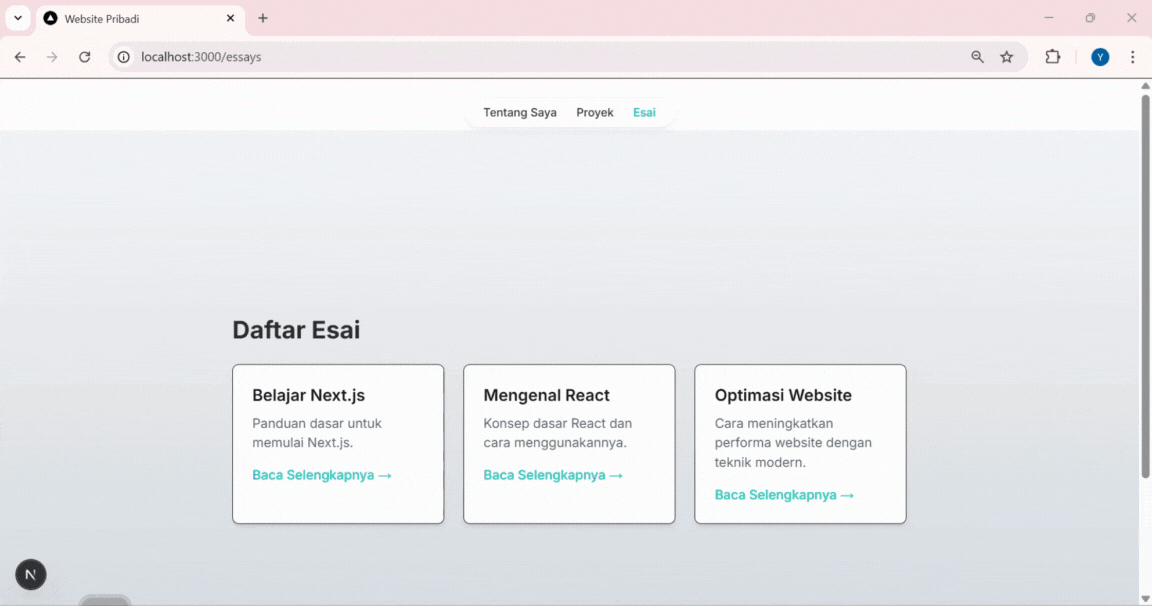 Website Pribadi
localhost:3000/essays
Y
Tentang Saya Proyek Esai
Daftar Esai
Belajar Next.js
Panduan dasar untuk
memulai Next.js.
Baca Selengkapnya →
Mengenal React
Konsep dasar React dan
cara menggunakannya.
Baca Selengkapnya →
Optimasi Website
Cara meningkatkan
performa website dengan
teknik modern.
Baca Selengkapnya →
N